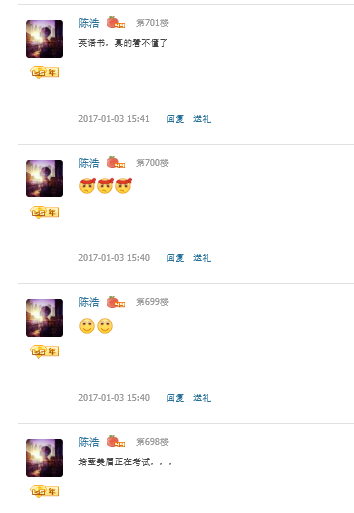 陈浩 第701楼
英语书，真的看不懂了
2017-01-03 15:41 回复 送礼
陈浩 第700楼
2017-01-03 15:40 回复 送礼
陈浩 第699楼
2017-01-03 15:40 回复 送礼
陈浩 第698楼
培莹美眉正在考试，，，